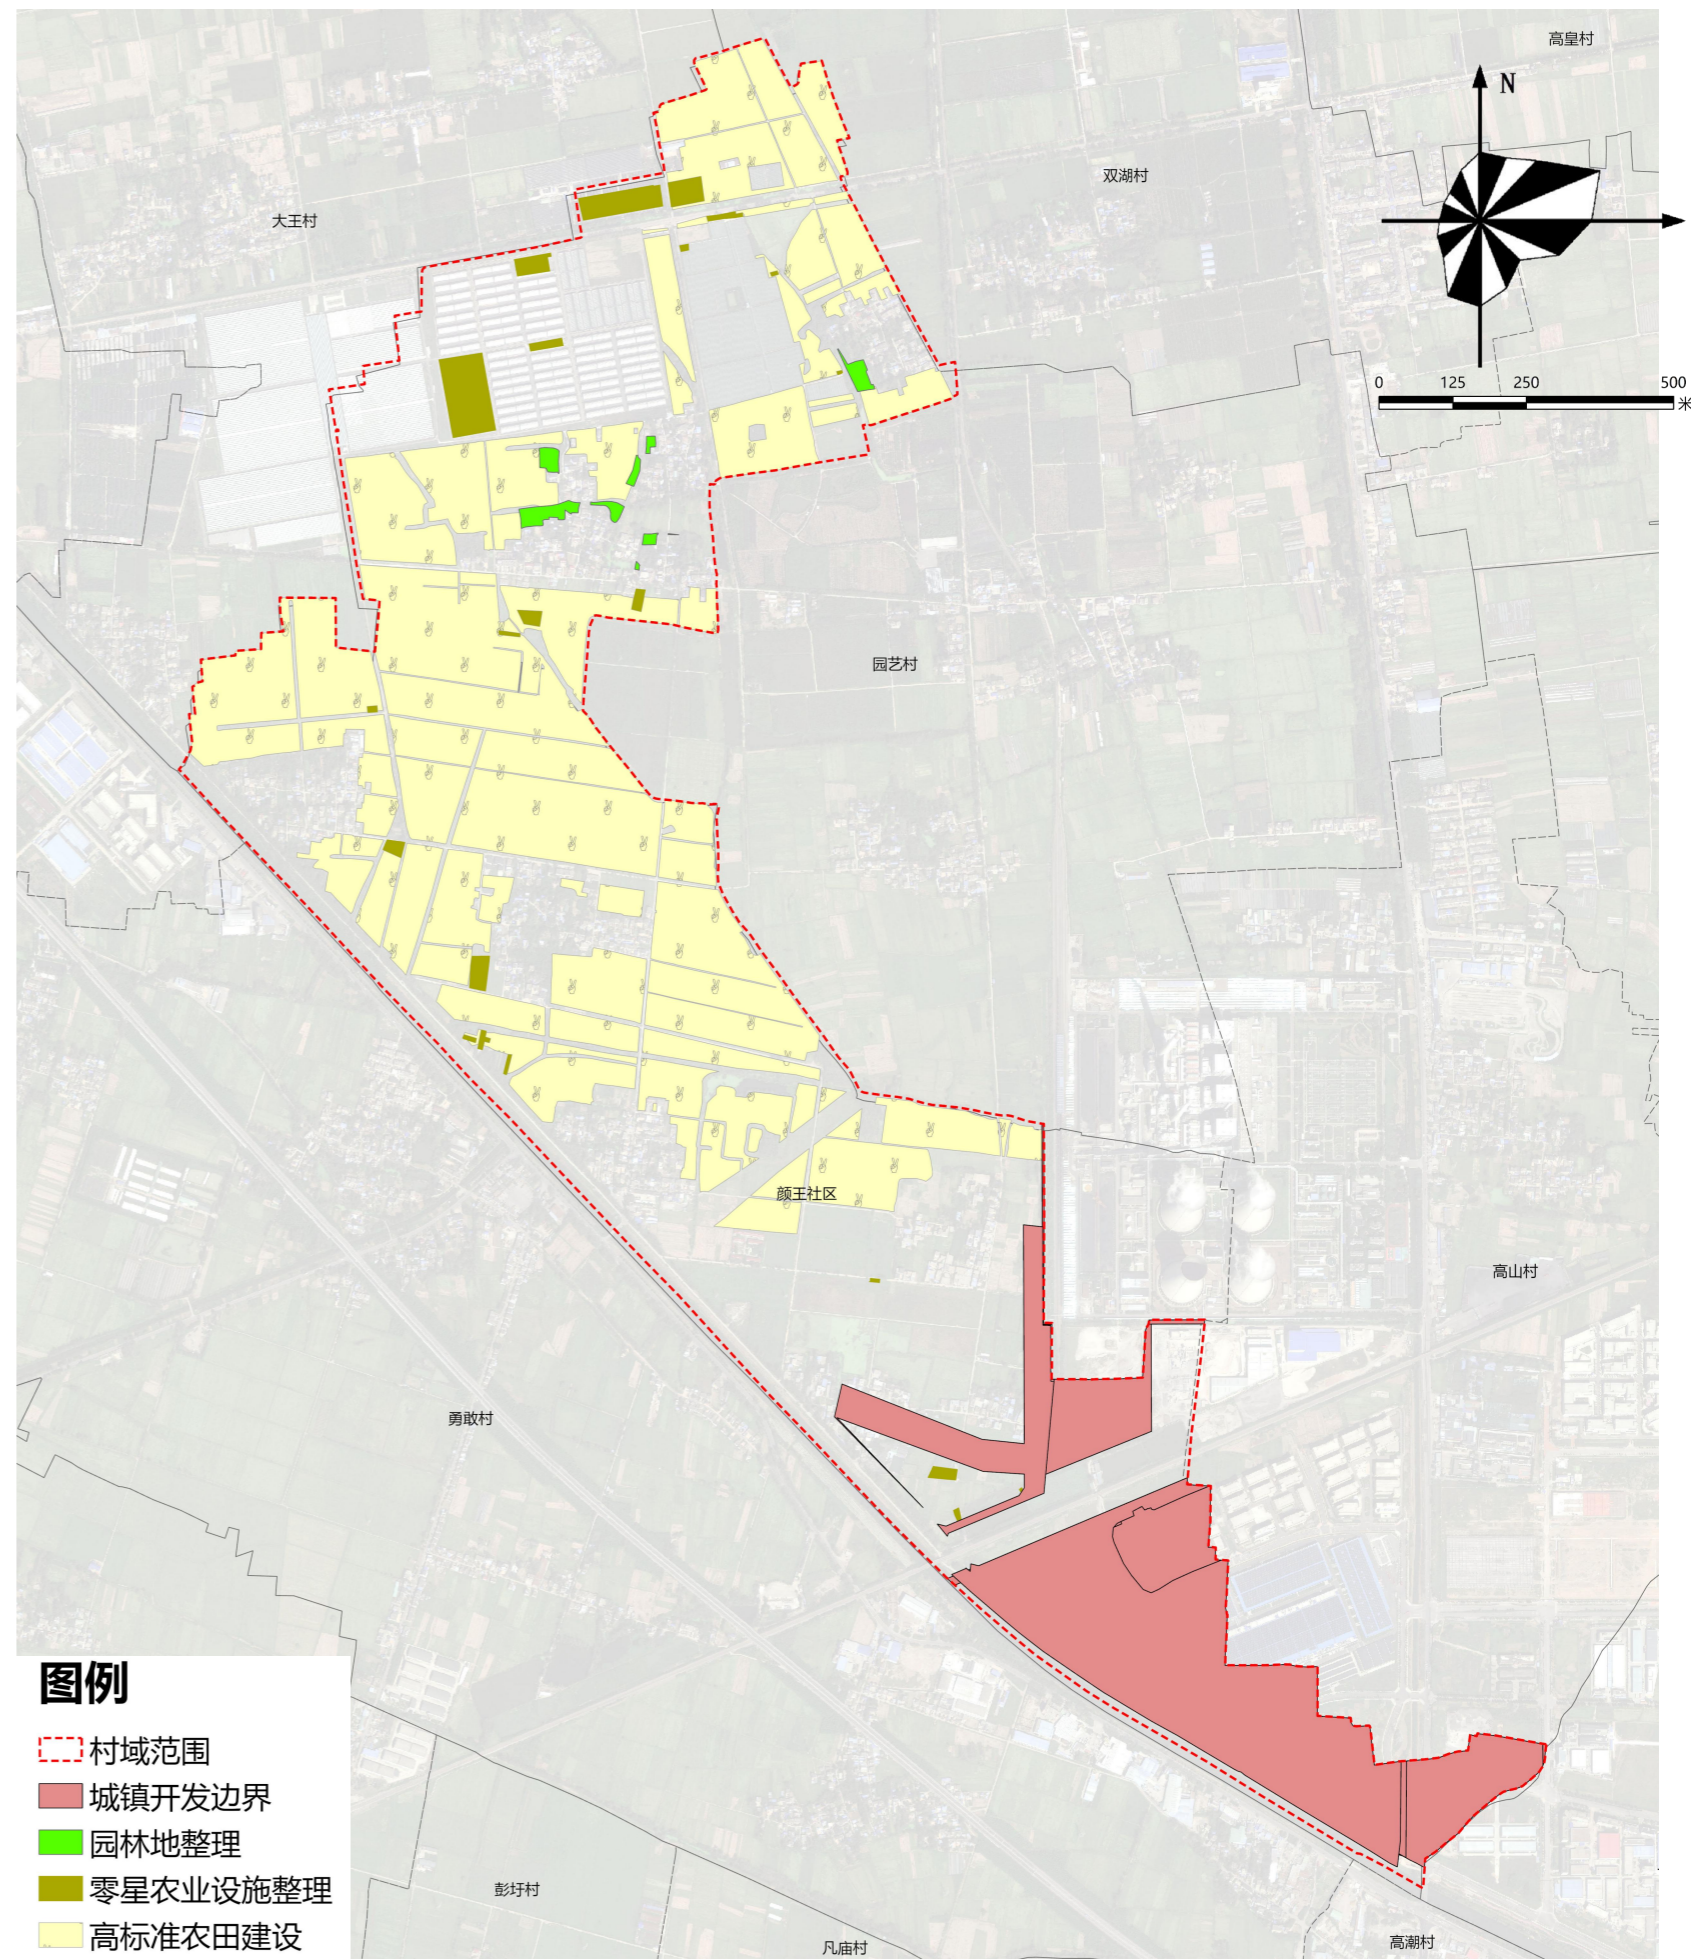 高皇村
N
双湖村
大王村
0 125 250 500
米
园艺村
颜王社区
高山村
勇敢村
图例
村域范围
城镇开发边界
园林地整理
零星农业设施整理
高标准农田建设
彭圩村
凡庙村
高潮村